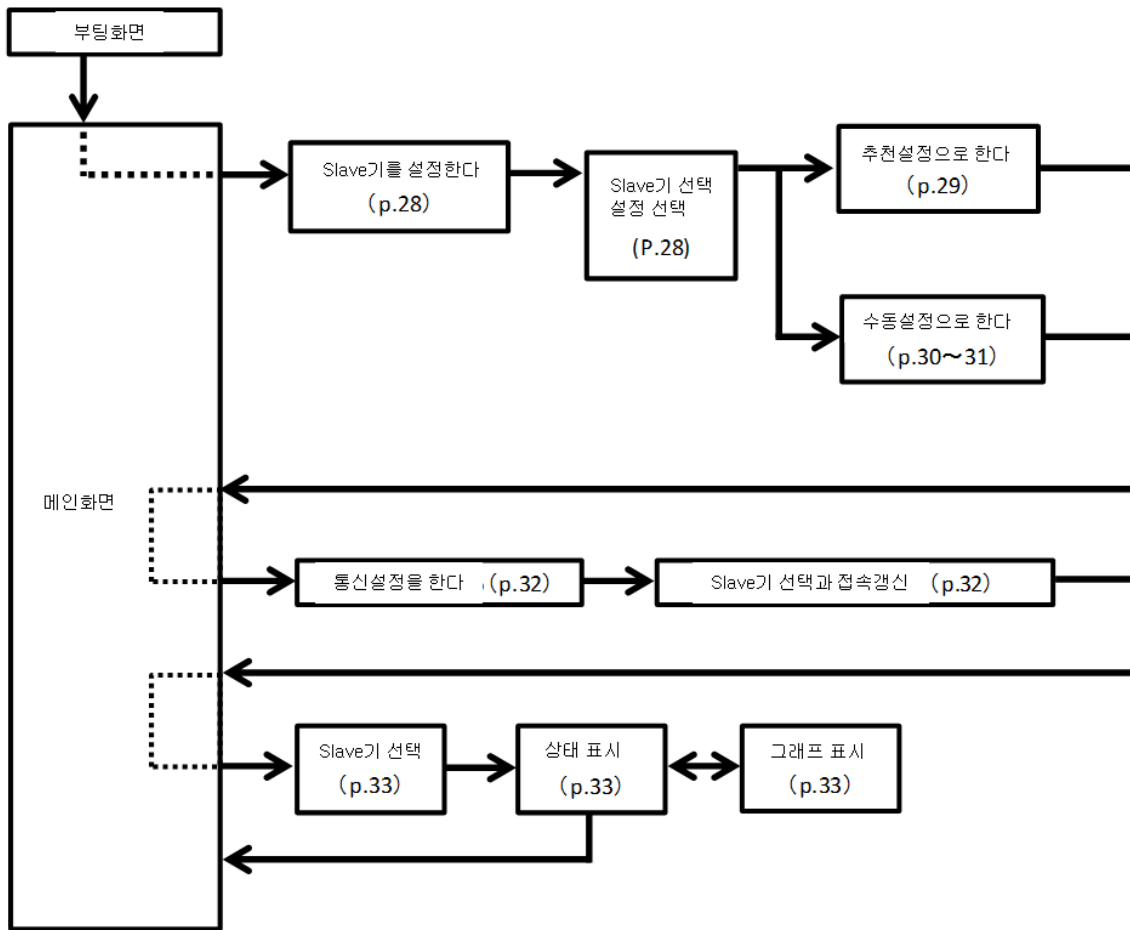 부팅화면
Slave기를 설정한다
(p.28)
Slave기 선택
설정 선택
(P.28)
추천설정으로 한다
(p.29)
수동설정으로 한다
(p.30～31)
메인화면
통신설정을 한다 (p.32)
Slave기 선택과 접속갱신 (p.32)
Slave기 선택
(p.33)
상태 표시
(p.33)
그래프 표시
(p.33)